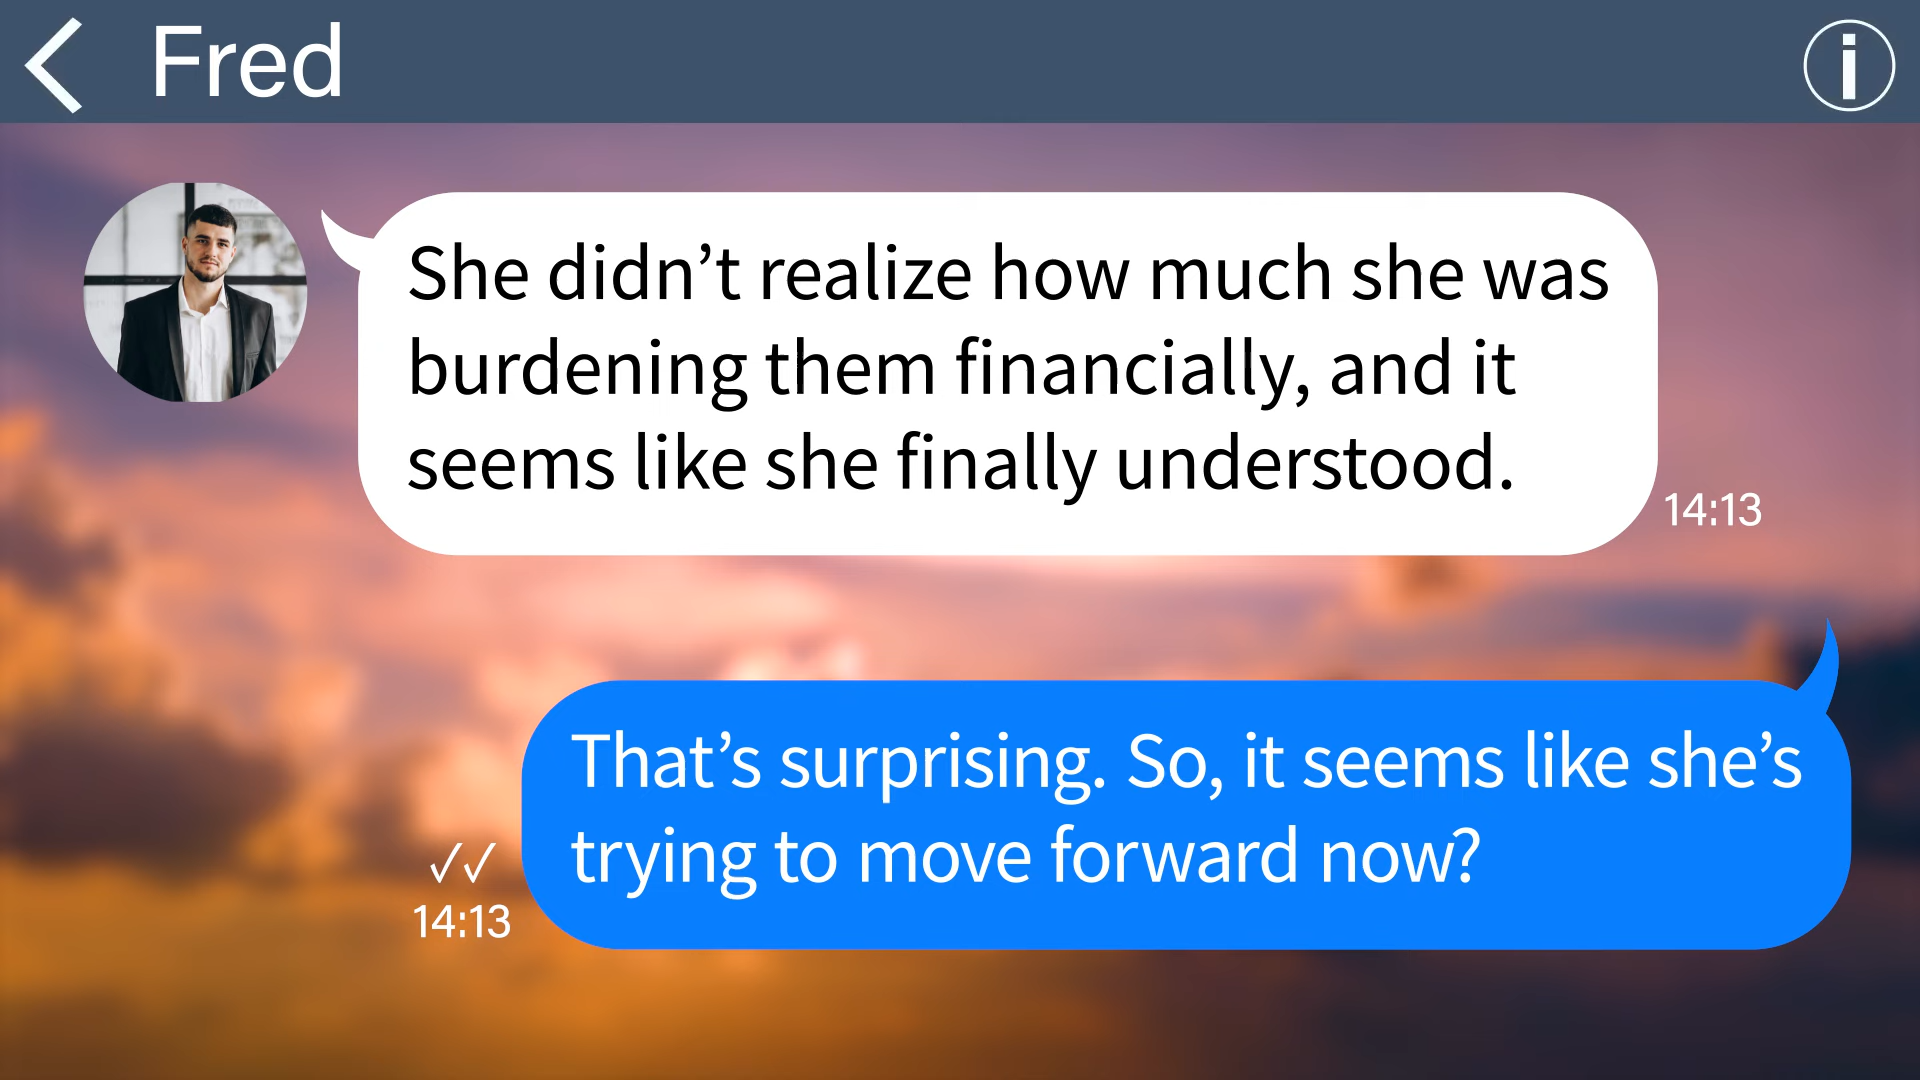 Fred
She didn’t realize how much she was
burdening them financially, and it
seems like she finally understood.
14:13
That’s surprising. So, it seems like she’s
trying to move forward now?
✓✓
14:13